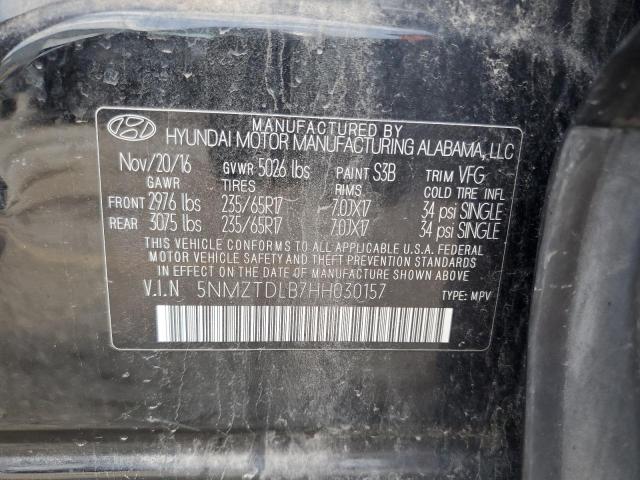 MANUFACTURED BY
HYUNDAI MOTOR MANUFACTURING ALABAMA, LLC
Nov/20/16 GVWR 5026 lbs PAINT S3B TRIM VFG
GAWR TIRES RIMS COLD TIRE INFL
FRONT 2976 lbs 235/65R17 7.0JX17 34 psi SINGLE
REAR 3075 lbs 235/65R17 7.0JX17 34 psi SINGLE
THIS VEHICLE CONFORMS TO ALL APPLICABLE U.S.A. FEDERAL
MOTOR VEHICLE SAFETY AND THEFT PREVENTION STANDARDS
IN EFFECT ON THE DATE OF MANUFACTURE SHOWN ABOVE.
V.I.N 5NMZTDLB7HH030157 TYPE: MPV